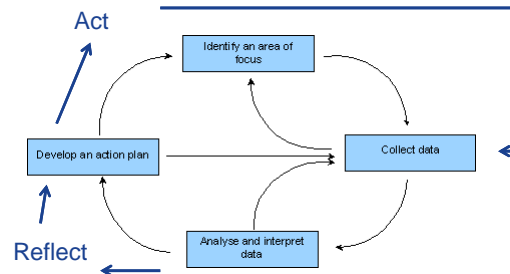 Act
Identify an area of
focus
Develop an action plan
Collect data
Reflect
Analyse and interpret
data